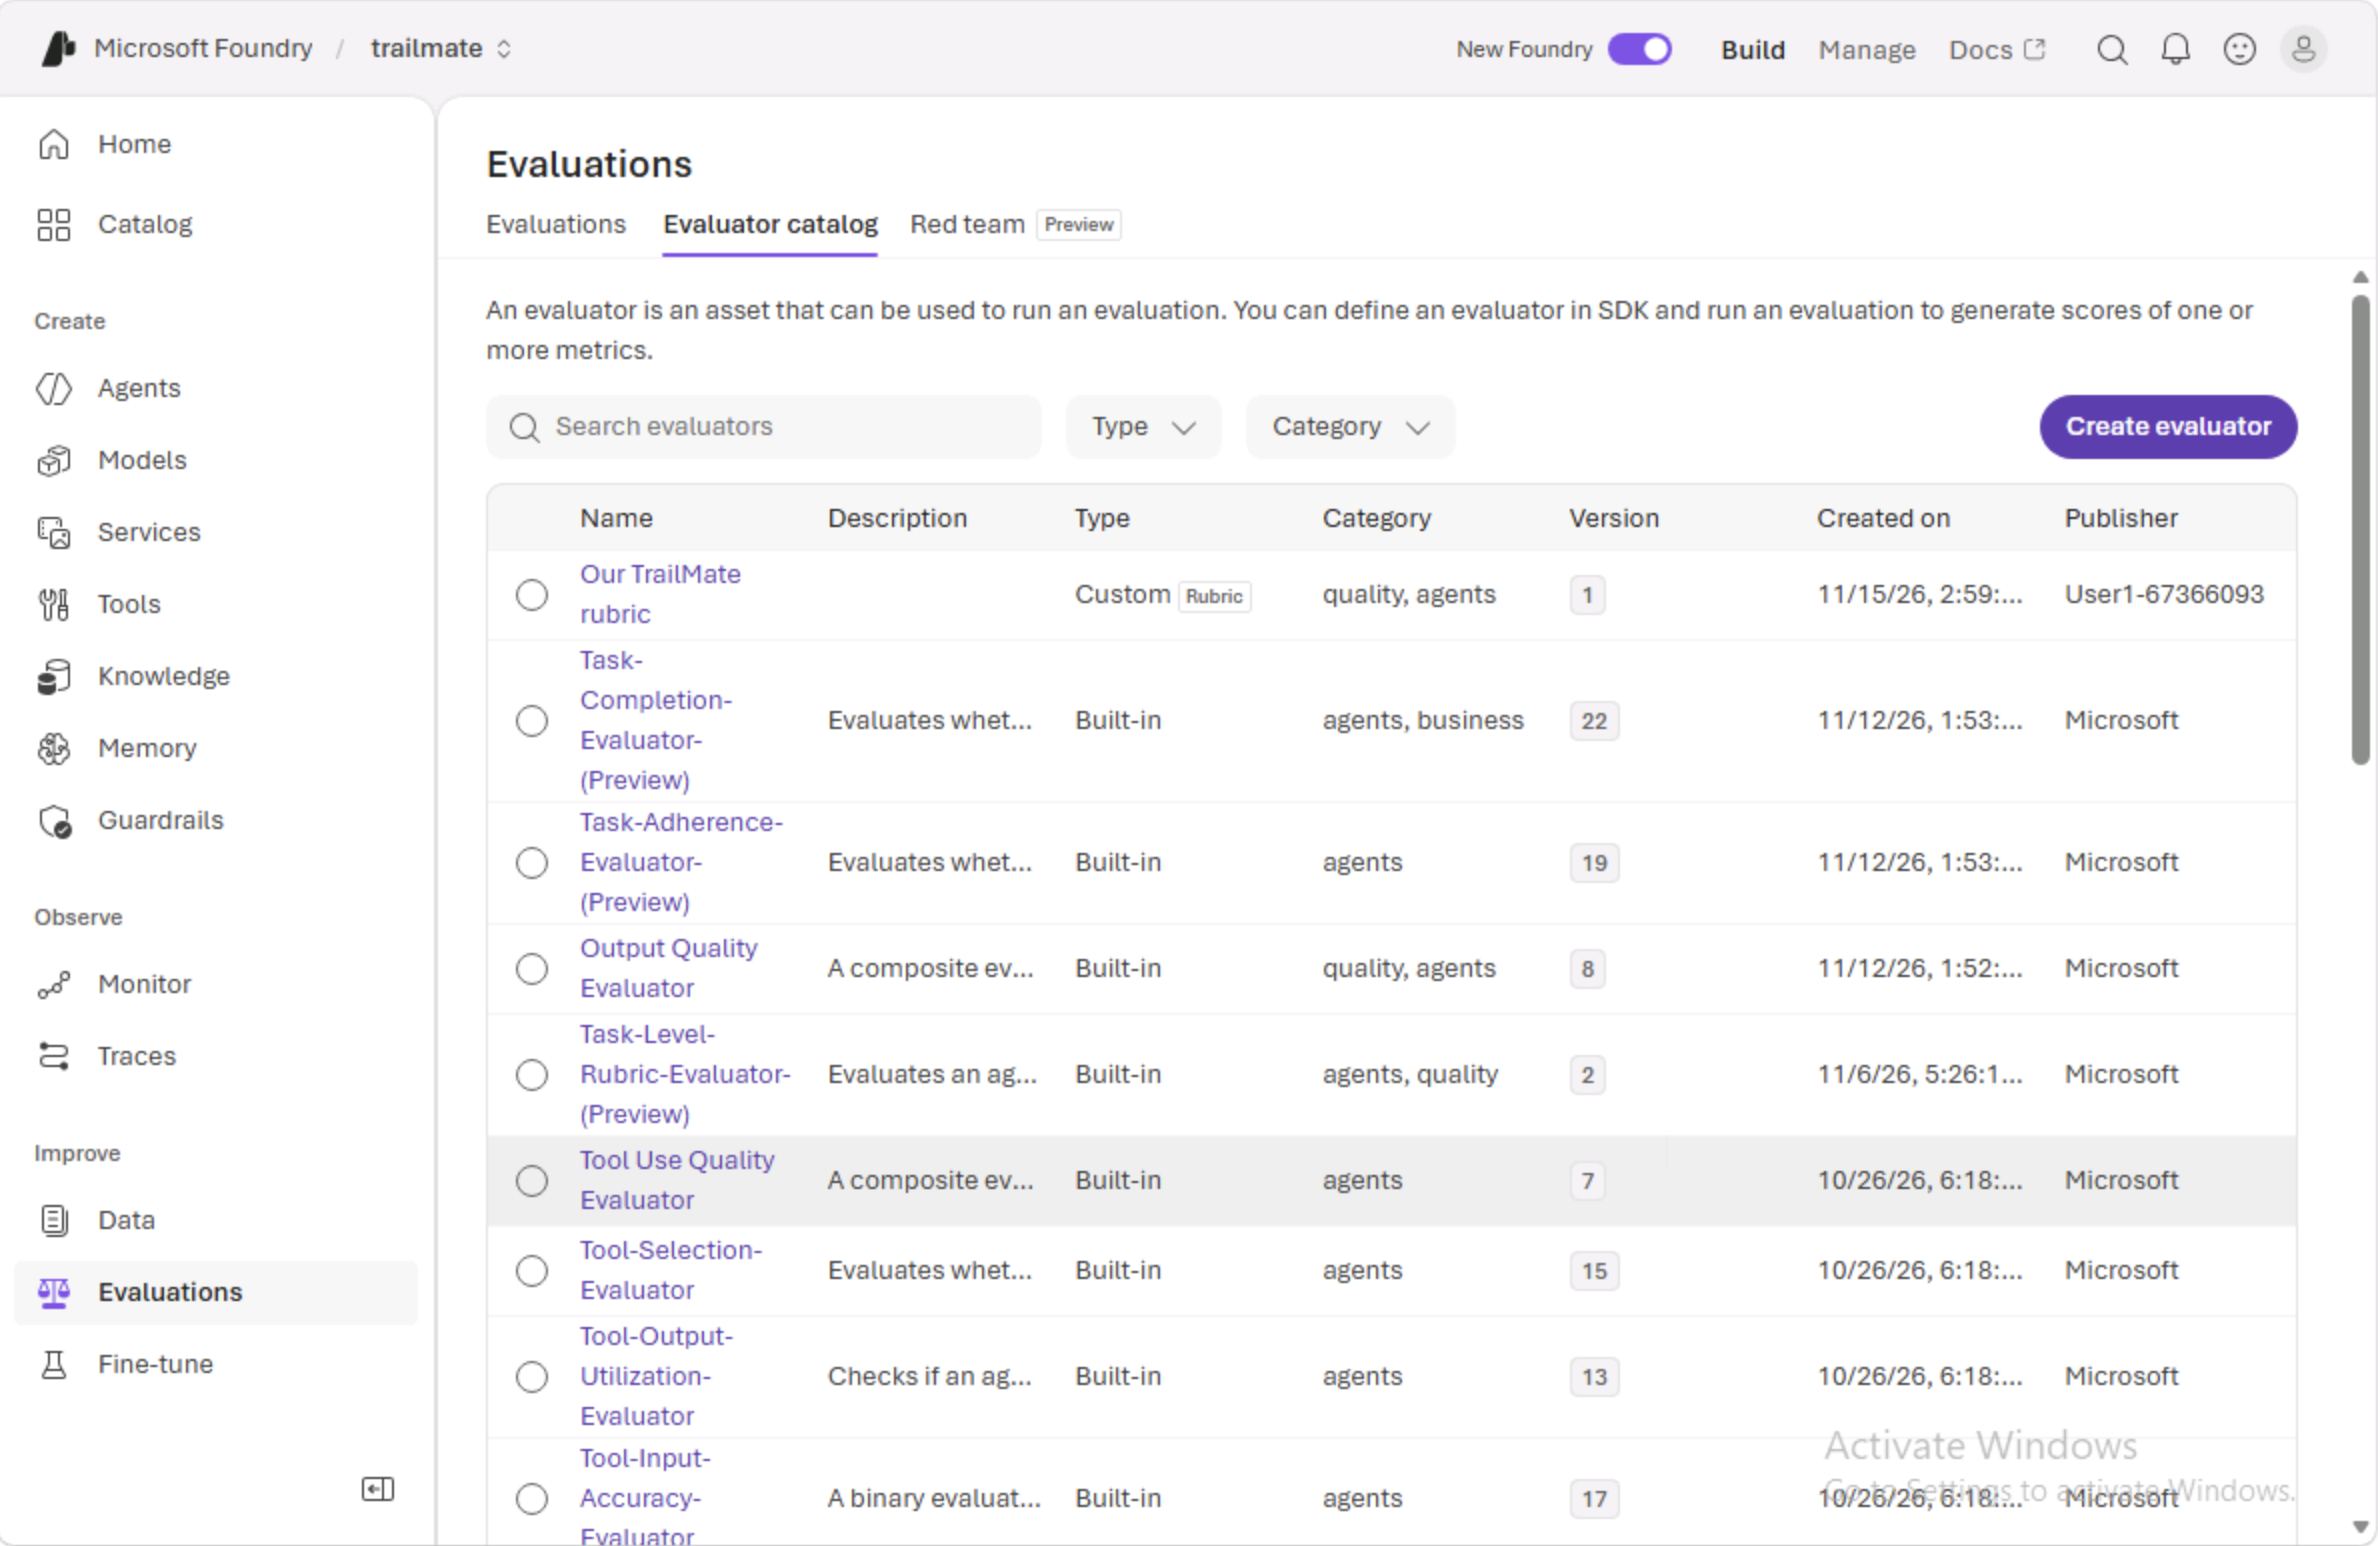 Microsoft Foundry / trailmate
New Foundry Build Manage Docs
Home
Catalog
Create
Agents
Models
Services
Tools
Knowledge
Memory
Guardrails
Observe
Monitor
Traces
Improve
Data
Evaluations
Fine-tune
Evaluations
Evaluations Evaluator catalog Red team Preview
An evaluator is an asset that can be used to run an evaluation. You can define an evaluator in SDK and run an evaluation to generate scores of one or
more metrics.
Search evaluators Type Category Create evaluator
Name Description Type Category Version Created on Publisher
Our TrailMate
rubric
Custom Rubric quality, agents 1 11/15/26, 2:59:... User1-67366093
Task-
Completion-
Evaluator-
(Preview)
Evaluates whet... Built-in agents, business 22 11/12/26, 1:53:... Microsoft
Task-Adherence-
Evaluator-
(Preview)
Evaluates whet... Built-in agents 19 11/12/26, 1:53:... Microsoft
Output Quality
Evaluator
A composite ev... Built-in quality, agents 8 11/12/26, 1:52:... Microsoft
Task-Level-
Rubric-Evaluator-
(Preview)
Evaluates an ag... Built-in agents, quality 2 11/6/26, 5:26:1... Microsoft
Tool Use Quality
Evaluator
A composite ev... Built-in agents 7 10/26/26, 6:18:... Microsoft
Tool-Selection-
Evaluator
Evaluates whet... Built-in agents 15 10/26/26, 6:18:... Microsoft
Tool-Output-
Utilization-
Evaluator
Checks if an ag... Built-in agents 13 10/26/26, 6:18:... Microsoft
Tool-Input-
Accuracy-
Evaluator
A binary evaluat... Built-in agents 17 10/26/26, 6:18:... Microsoft
Activate Windows
Go to Settings to activate Windows.